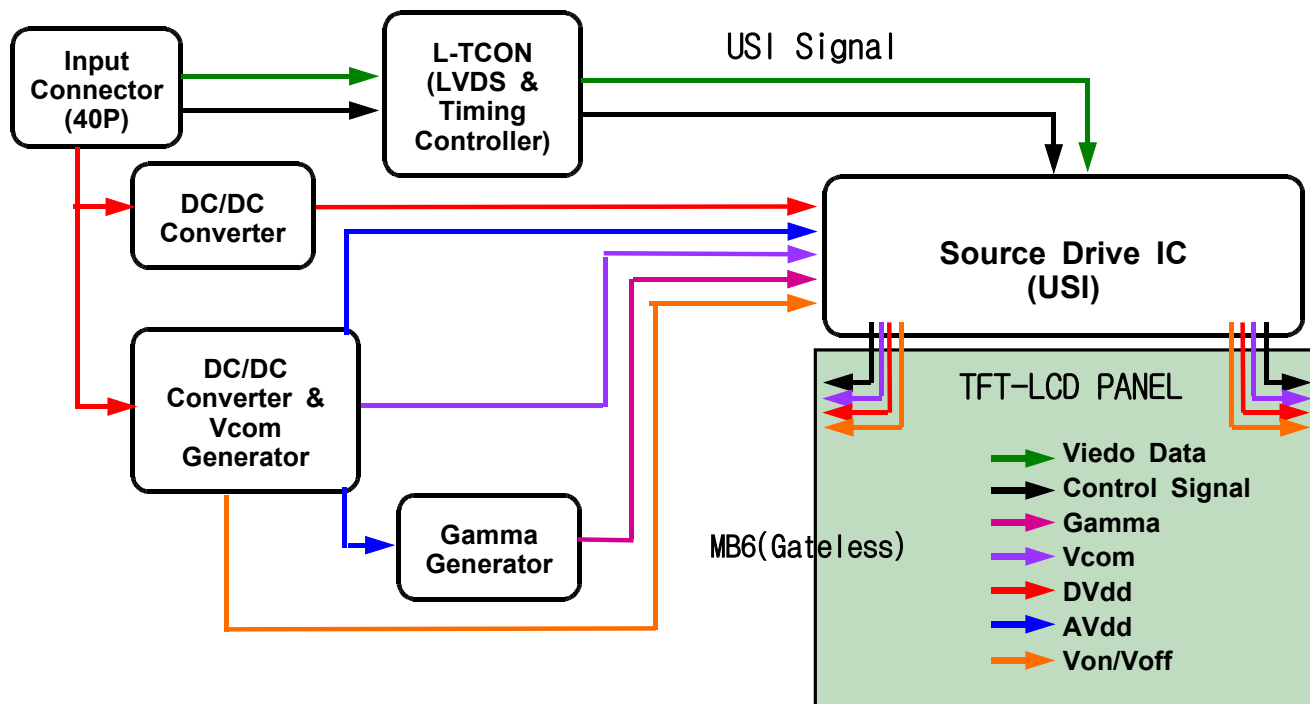 Input
Connector
(40P)
L-TCON
(LVDS &
Timing
Controller)
USI Signal
DC/DC
Converter
Source Drive IC
(USI)
DC/DC
Converter &
Vcom
Generator
Gamma
Generator
MB6(Gateless)
TFT-LCD PANEL
Viedo Data
Control Signal
Gamma
Vcom
DVdd
AVdd
Von/Voff